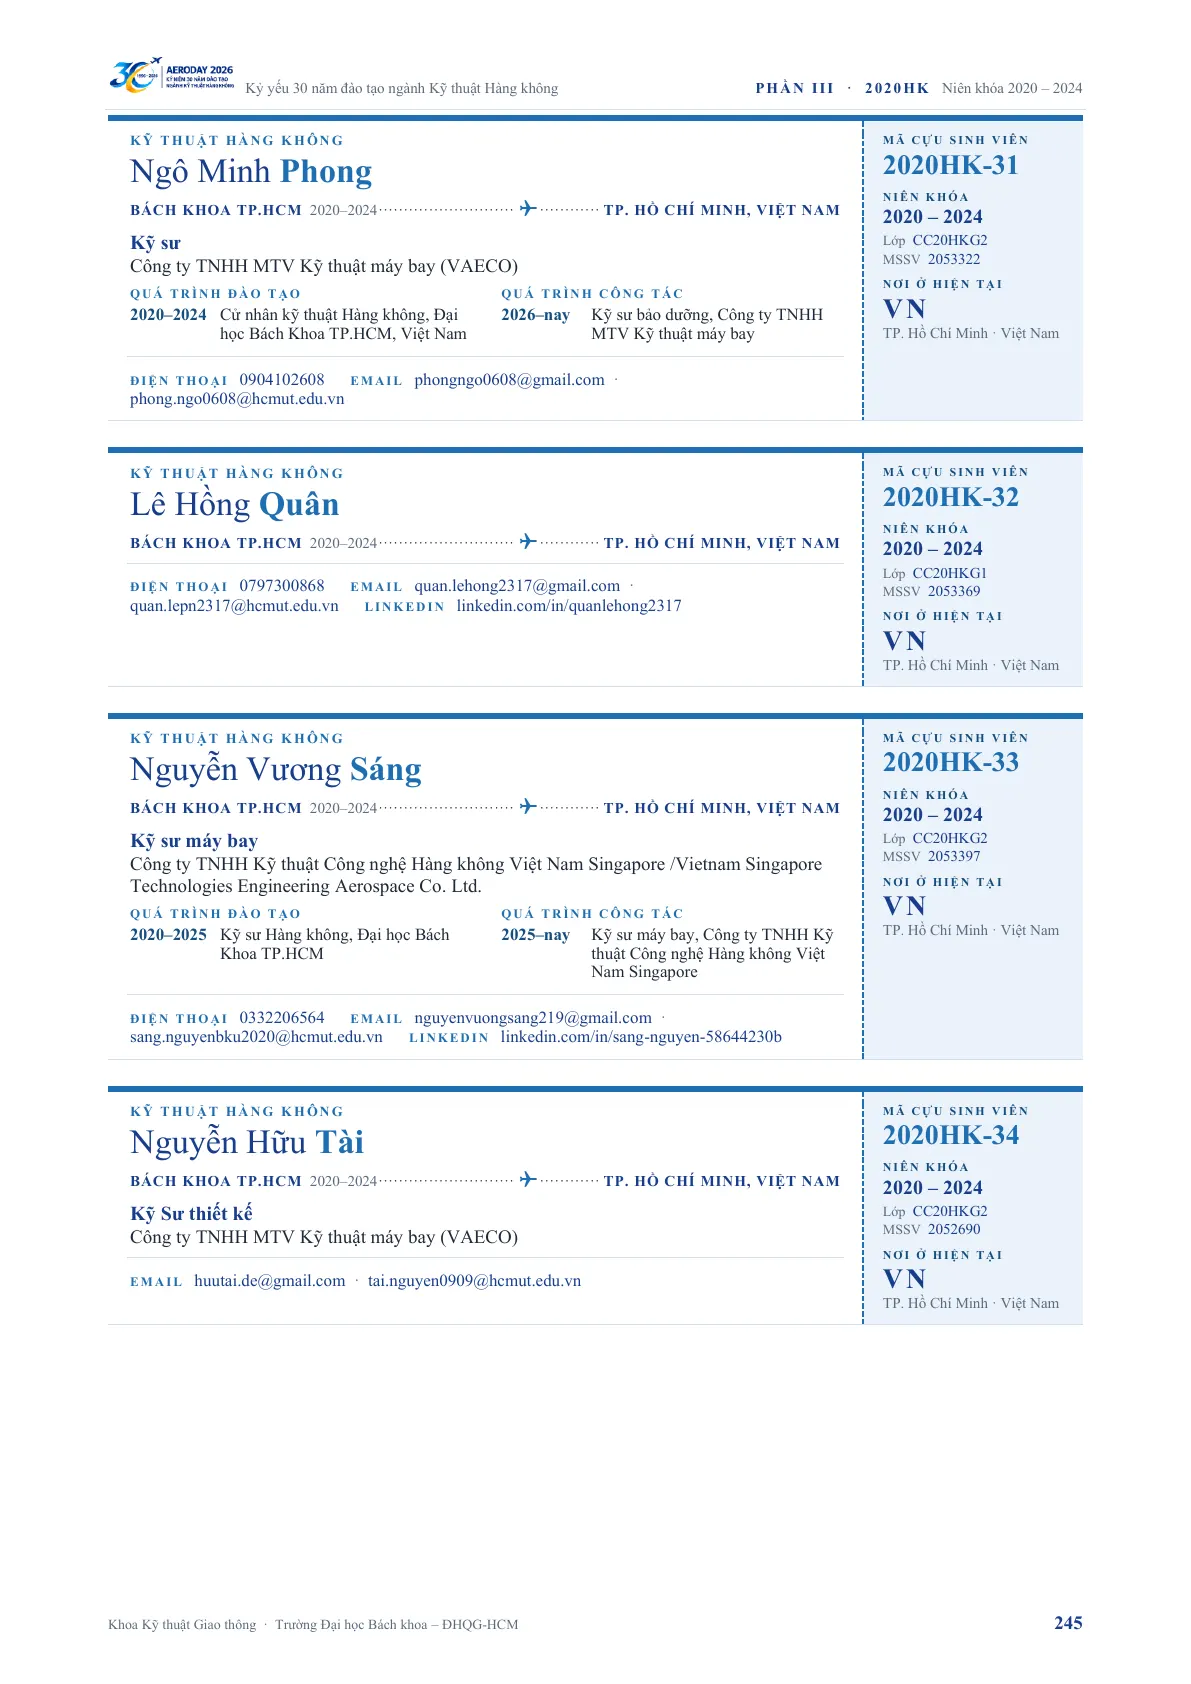 30
1996 - 2026
AERODAY 2026
KỶ NIỆM 30 NĂM ĐÀO TẠO
NGÀNH KỸ THUẬT HÀNG KHÔNG
Kỷ yếu 30 năm đào tạo ngành Kỹ thuật Hàng không
PHẦN III · 2020HK Niên khóa 2020 – 2024
KỸ THUẬT HÀNG KHÔNG
Ngô Minh Phong
BÁCH KHOA TP.HCM 2020–2024 TP. HỒ CHÍ MINH, VIỆT NAM
Kỹ sư
Công ty TNHH MTV Kỹ thuật máy bay (VAECO)
QUÁ TRÌNH ĐÀO TẠO
2020–2024 Cử nhân kỹ thuật Hàng không, Đại
học Bách Khoa TP.HCM, Việt Nam
QUÁ TRÌNH CÔNG TÁC
2026–nay Kỹ sư bảo dưỡng, Công ty TNHH
MTV Kỹ thuật máy bay
ĐIỆN THOẠI 0904102608 EMAIL phongngo0608@gmail.com ·
phong.ngo0608@hcmut.edu.vn
MÃ CỰU SINH VIÊN
2020HK-31
NIÊN KHÓA
2020 – 2024
Lớp CC20HKG2
MSSV 2053322
NƠI Ở HIỆN TẠI
VN
TP. Hồ Chí Minh · Việt Nam
KỸ THUẬT HÀNG KHÔNG
Lê Hồng Quân
BÁCH KHOA TP.HCM 2020–2024 TP. HỒ CHÍ MINH, VIỆT NAM
ĐIỆN THOẠI 0797300868 EMAIL quan.lehong2317@gmail.com ·
quan.lepn2317@hcmut.edu.vn LINKEDIN linkedin.com/in/quanlehong2317
MÃ CỰU SINH VIÊN
2020HK-32
NIÊN KHÓA
2020 – 2024
Lớp CC20HKG1
MSSV 2053369
NƠI Ở HIỆN TẠI
VN
TP. Hồ Chí Minh · Việt Nam
KỸ THUẬT HÀNG KHÔNG
Nguyễn Vương Sáng
BÁCH KHOA TP.HCM 2020–2024 TP. HỒ CHÍ MINH, VIỆT NAM
Kỹ sư máy bay
Công ty TNHH Kỹ thuật Công nghệ Hàng không Việt Nam Singapore /Vietnam Singapore
Technologies Engineering Aerospace Co. Ltd.
QUÁ TRÌNH ĐÀO TẠO
2020–2025 Kỹ sư Hàng không, Đại học Bách
Khoa TP.HCM
QUÁ TRÌNH CÔNG TÁC
2025–nay Kỹ sư máy bay, Công ty TNHH Kỹ
thuật Công nghệ Hàng không Việt
Nam Singapore
ĐIỆN THOẠI 0332206564 EMAIL nguyenvuongsang219@gmail.com ·
sang.nguyenbku2020@hcmut.edu.vn LINKEDIN linkedin.com/in/sang-nguyen-58644230b
MÃ CỰU SINH VIÊN
2020HK-33
NIÊN KHÓA
2020 – 2024
Lớp CC20HKG2
MSSV 2053397
NƠI Ở HIỆN TẠI
VN
TP. Hồ Chí Minh · Việt Nam
KỸ THUẬT HÀNG KHÔNG
Nguyễn Hữu Tài
BÁCH KHOA TP.HCM 2020–2024 TP. HỒ CHÍ MINH, VIỆT NAM
Kỹ Sư thiết kế
Công ty TNHH MTV Kỹ thuật máy bay (VAECO)
EMAIL huutai.de@gmail.com · tai.nguyen0909@hcmut.edu.vn
MÃ CỰU SINH VIÊN
2020HK-34
NIÊN KHÓA
2020 – 2024
Lớp CC20HKG2
MSSV 2052690
NƠI Ở HIỆN TẠI
VN
TP. Hồ Chí Minh · Việt Nam
Khoa Kỹ thuật Giao thông · Trường Đại học Bách khoa – ĐHQG-HCM
245